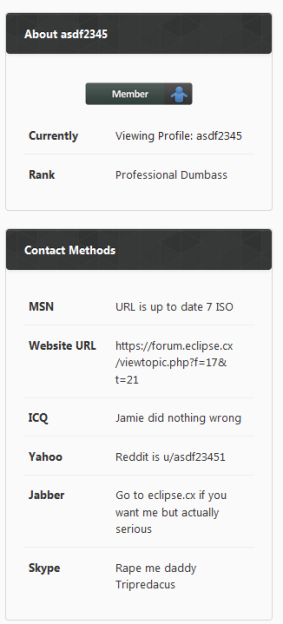 About asdf2345
Member
Currently Viewing Profile: asdf2345
Rank Professional Dumbass
Contact Methods
MSN URL is up to date 7 ISO
Website URL https://forum.eclipse.cx
/viewtopic.php?f=17&
t=21
ICQ Jamie did nothing wrong
Yahoo Reddit is u/asdf23451
Jabber Go to eclipse.cx if you
want me but actually
serious
Skype Rape me daddy
Tripredacus